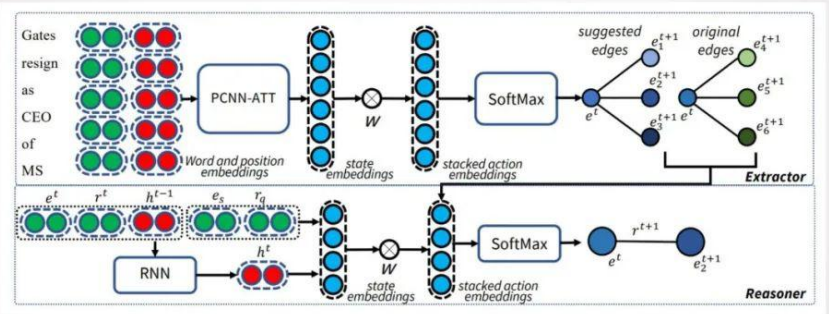 Gates
resign
as
CEO
of
MS
PCNN-ATT
Word and position
embeddings
state
embeddings
W
stacked action
embeddings
SoftMax
suggested
edges
original
edges
e^t
e_1^{t+1}
e_2^{t+1}
e_3^{t+1}
e^t
e_4^{t+1}
e_5^{t+1}
e_6^{t+1}
Extractor
e^t r^t h^{t-1} e_s r_q
RNN
h^t
state
embeddings
W
stacked action
embeddings
SoftMax
e^t
r^{t+1}
e_2^{t+1}
Reasoner